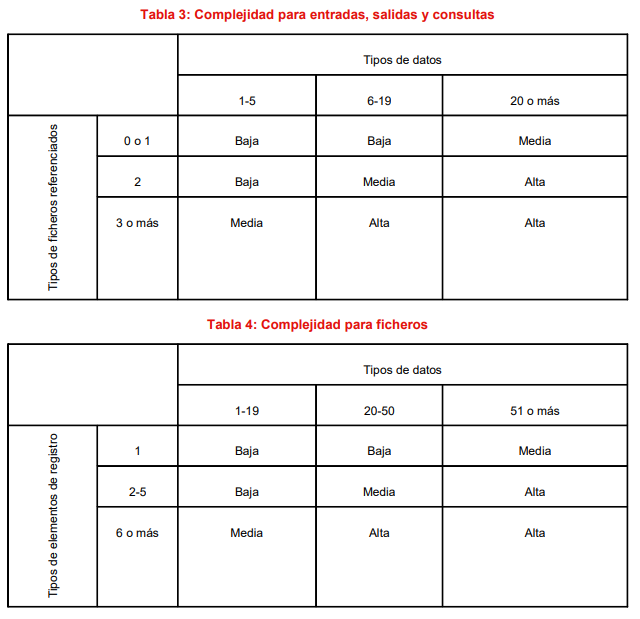 Tabla 3: Complejidad para entradas, salidas y consultas
Tipos de datos
1-5 6-19 20 o más
Tipos de ficheros referenciados
0 o 1 Baja Baja Media
2 Baja Media Alta
3 o más Media Alta Alta
Tabla 4: Complejidad para ficheros
Tipos de datos
1-19 20-50 51 o más
Tipos de elementos de registro
1 Baja Baja Media
2-5 Baja Media Alta
6 o más Media Alta Alta